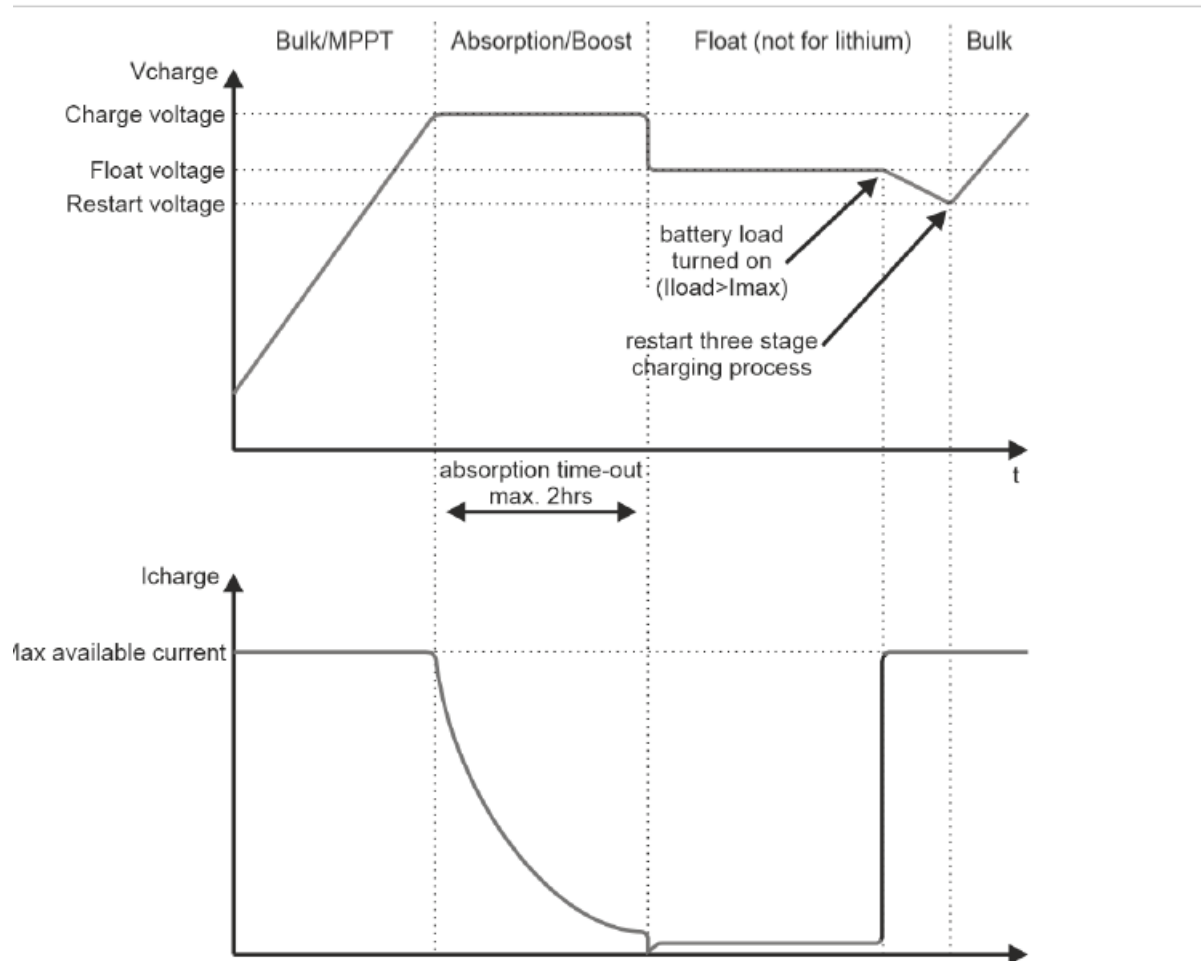 Bulk/MPPT Absorption/Boost Float (not for lithium) Bulk
Vcharge
Charge voltage
Float voltage
Restart voltage
battery load
turned on
(Iload>Imax)
restart three stage
charging process
t
absorption time-out
max. 2hrs
Icharge
Max available current